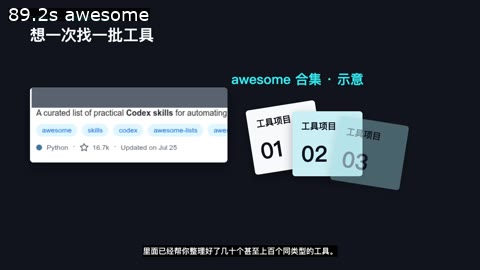 89.2s awesome
想一次找一批工具
awesome 合集 · 示意
A curated list of practical Codex skills for automating
awesome skills codex awesome-lists awe
Python · 16.7k · Updated on Jul 25
工具项目
01
工具项目
02
工具项目
03
里面已经帮你整理好了几十个甚至上百个同类型的工具。